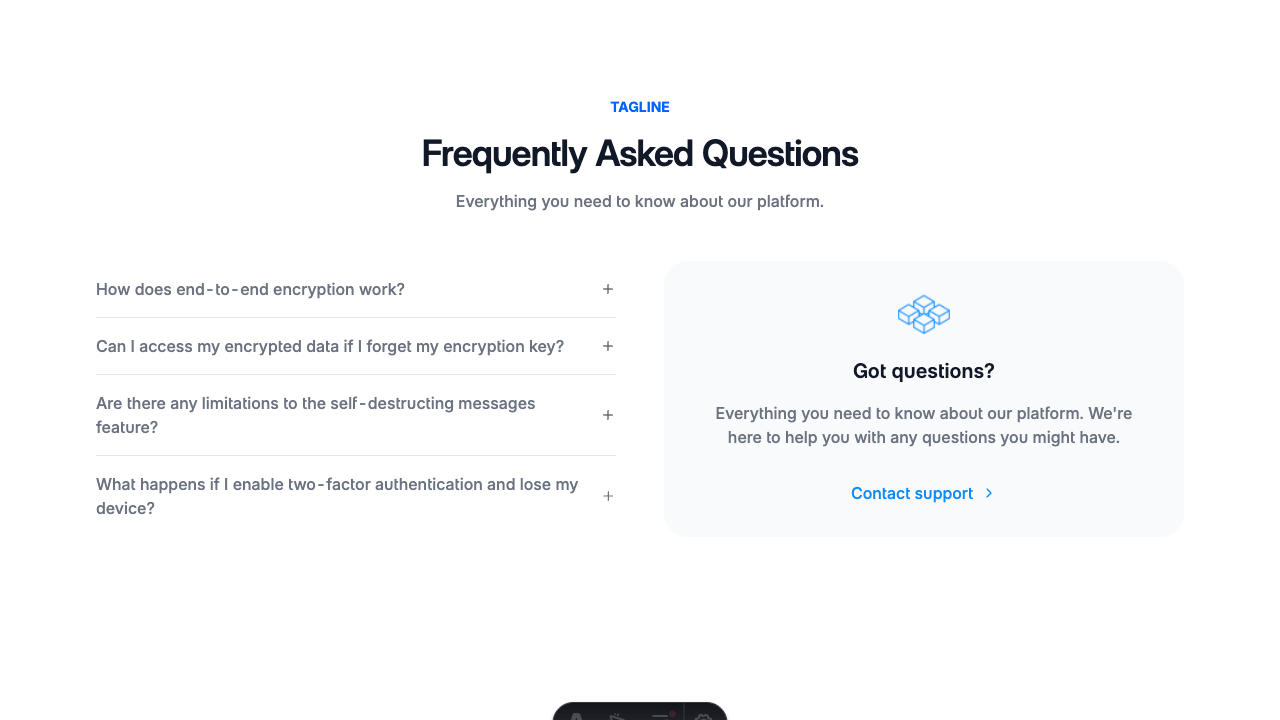 TAGLINE
Frequently Asked Questions
Everything you need to know about our platform.
How does end-to-end encryption work?
Can I access my encrypted data if I forget my encryption key?
Are there any limitations to the self-destructing messages
feature?
What happens if I enable two-factor authentication and lose my
device?
Got questions?
Everything you need to know about our platform. We're
here to help you with any questions you might have.
Contact support